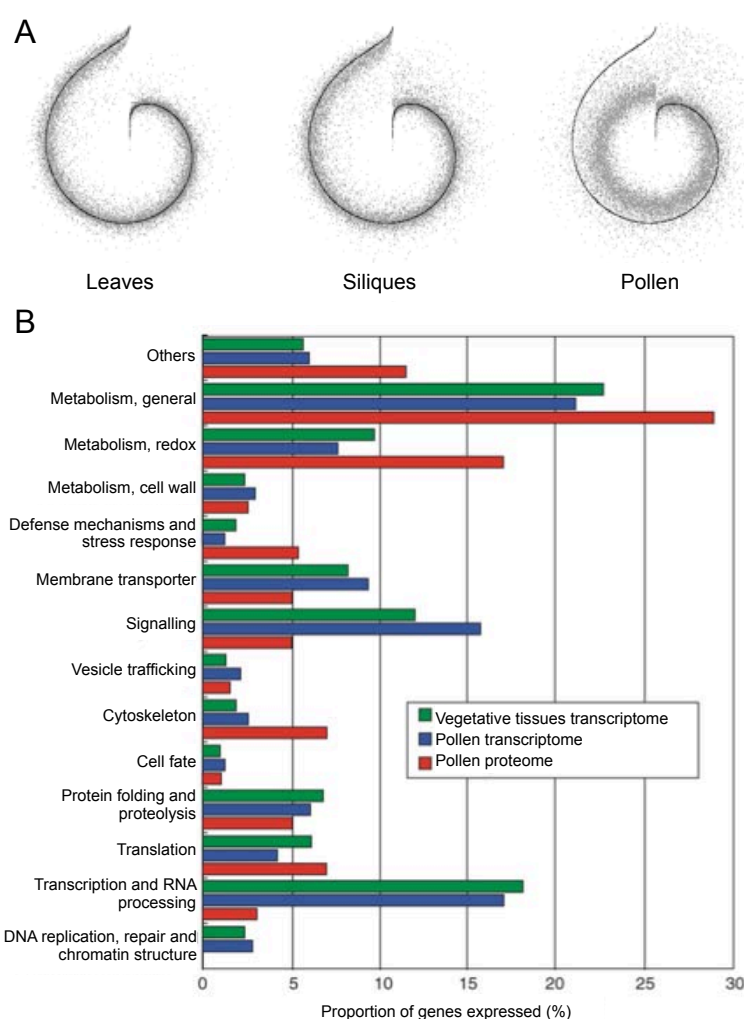 A
Leaves
Siliques
Pollen
B
Others
Metabolism, general
Metabolism, redox
Metabolism, cell wall
Defense mechanisms and
stress response
Membrane transporter
Signalling
Vesicle trafficking
Cytoskeleton
Cell fate
Protein folding and
proteolysis
Translation
Transcription and RNA
processing
DNA replication, repair and
chromatin structure
Vegetative tissues transcriptome
Pollen transcriptome
Pollen proteome
0 5 10 15 20 25 30
Proportion of genes expressed (%)